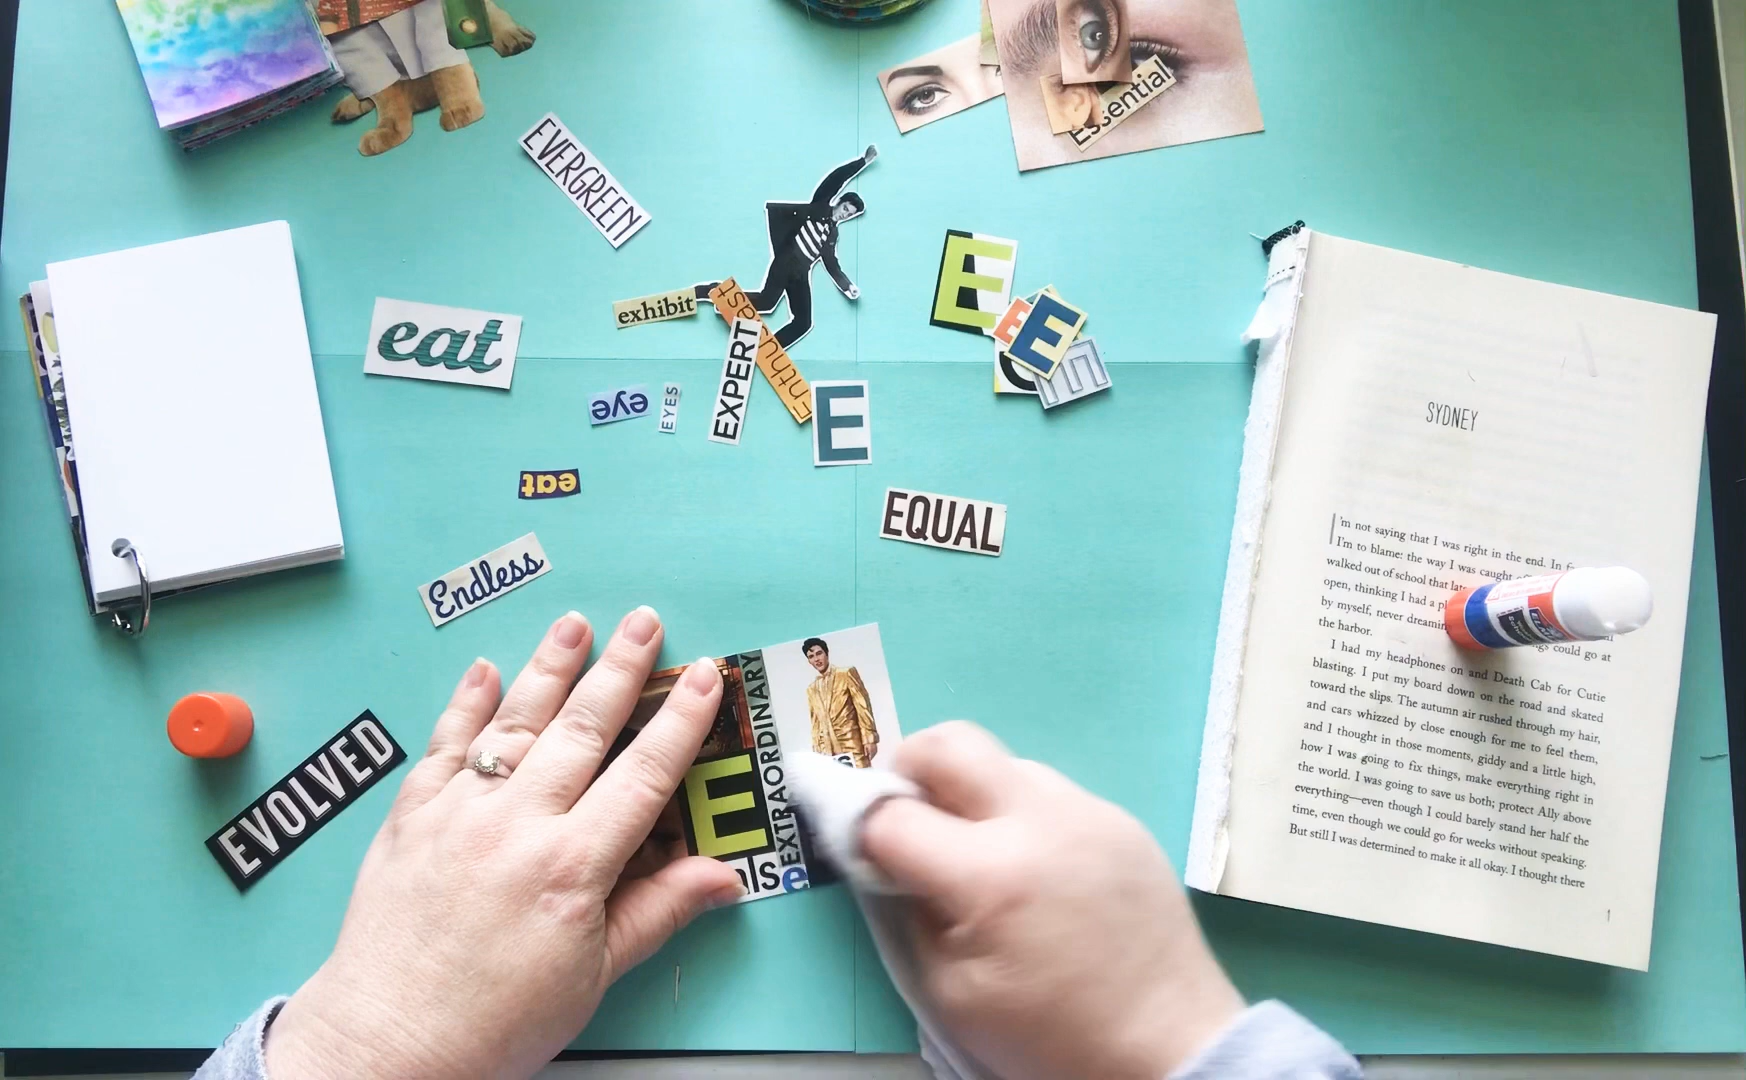 Essential
EVERGREEN
exhibit
Enthusiast
EXPERT
eat
eye
EYES
E
E
E
E
E
eat
EQUAL
Endless
EVOLVED
EXTRAORDINARY
E
SYDNEY
I'm not saying that I was right in the end. In
I'm to blame: the way I was caught
walked out of school that
open, thinking I had a
by myself, never
could go at
the harbor.
I had my headphones on and Death Cab for Cutie
blasting. I put my board down on the road and skated
toward the slips. The autumn air rushed through my hair,
and cars whizzed by close enough for me to feel them,
and I thought in those moments, giddy and a little high,
how I was going to fix things, make everything right in
the world. I was going to save us both; protect Ally above
everything—even though I could barely stand her half the
time, even though we could go for weeks without speaking.
But still I was determined to make it all okay. I thought there
1